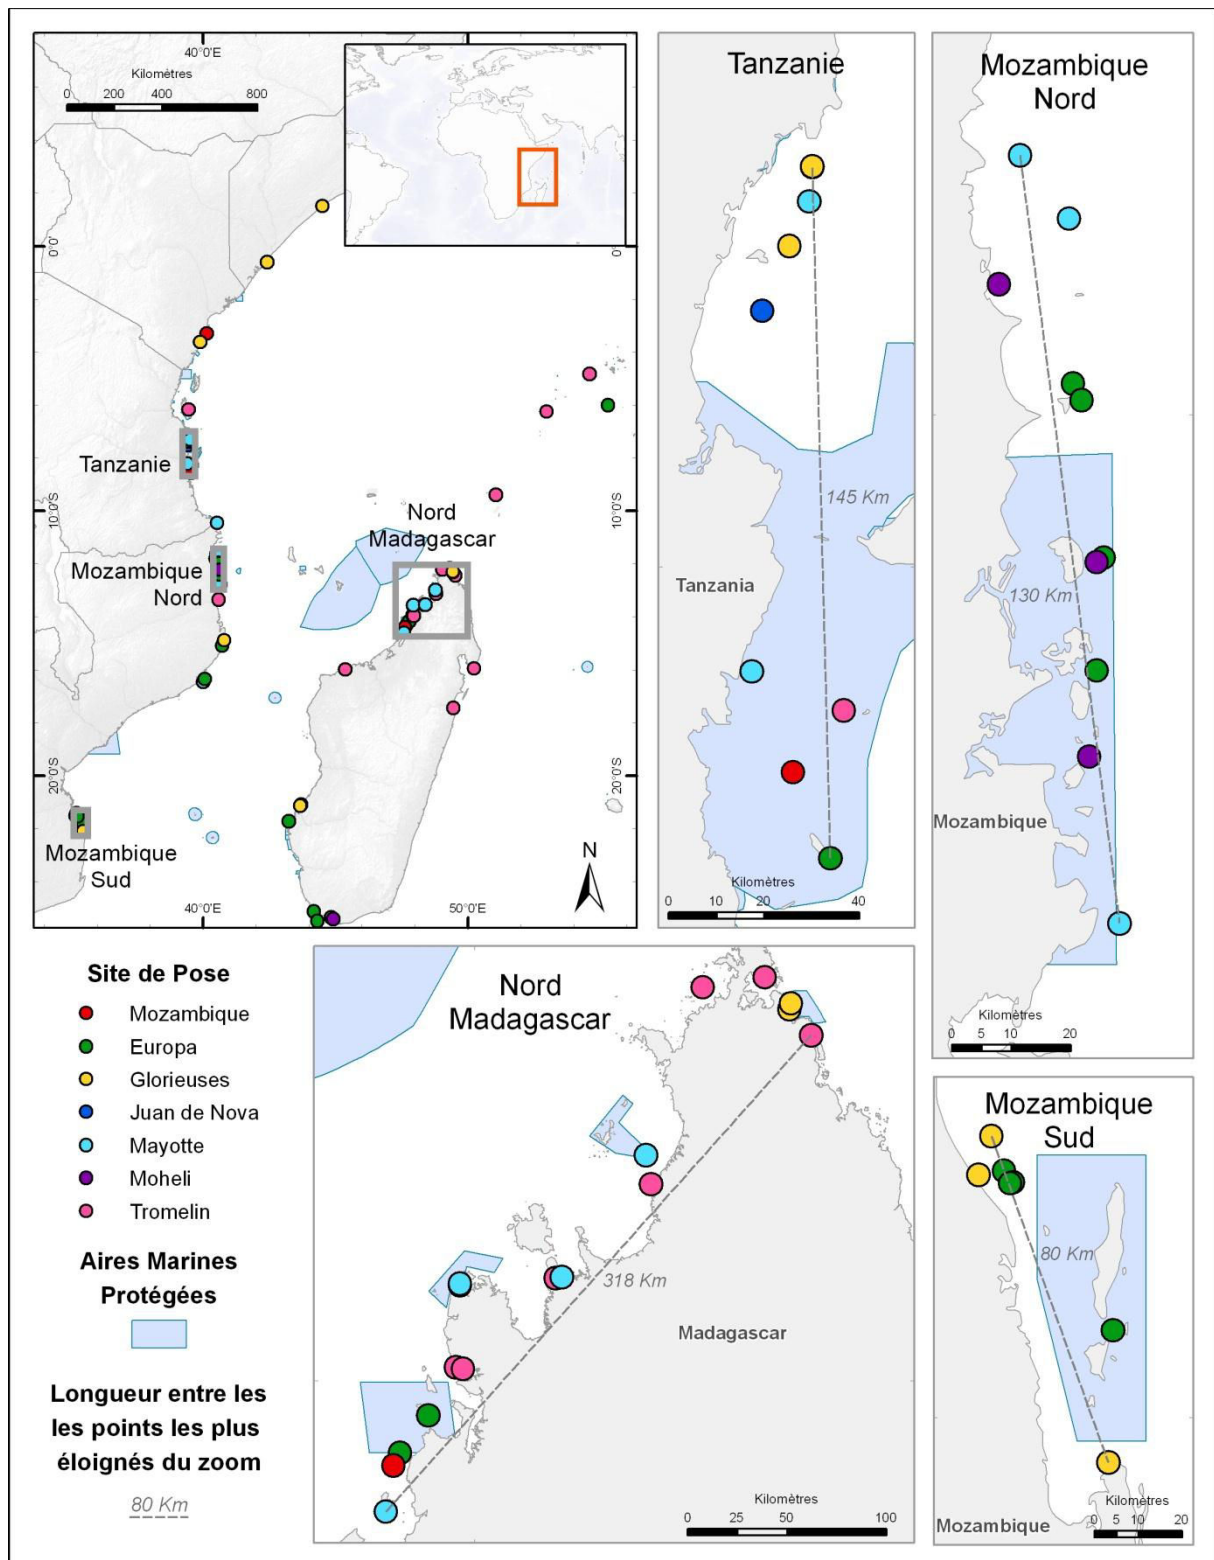 40°0'E
Kilomètres
0 200 400 800
0°0'
0°0'
Tanzanie
10°0'S
10°0'S
Nord
Madagascar
Mozambique
Nord
20°0'S
20°0'S
Mozambique
Sud
N
40°0'E
50°0'E
Tanzanie
145 Km
Tanzania
Kilomètres
0 10 20 40
Mozambique
Nord
130 Km
Mozambique
Kilomètres
0 5 10 20
Site de Pose
Mozambique
Europa
Glorieuses
Juan de Nova
Mayotte
Moheli
Tromelin
Aires Marines
Protégées
Longueur entre les
les points les plus
éloignés du zoom
80 Km
Nord
Madagascar
318 Km
Madagascar
Kilomètres
0 25 50 100
Mozambique
Sud
80 Km
Kilomètres
0 5 10 20
Mozambique